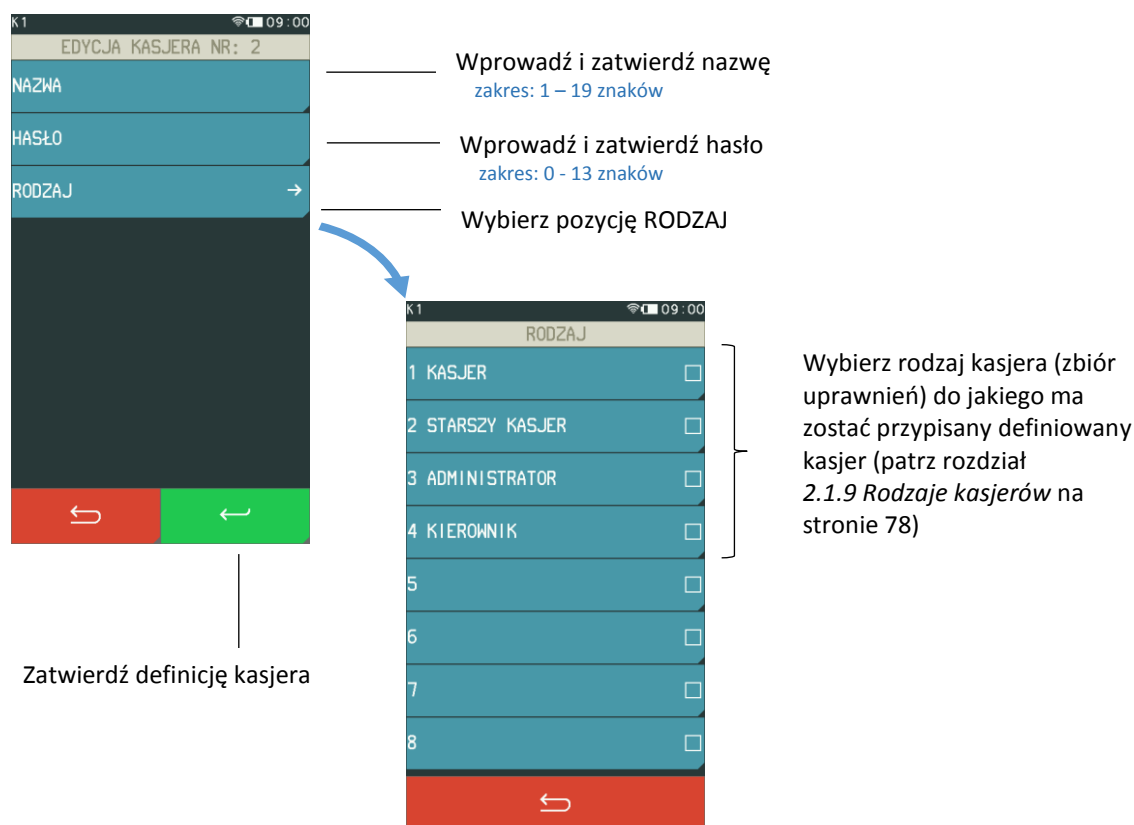 K1 09:00
EDYCJA KASJERA NR: 2
NAZWA
HASŁO
RODZAJ →
Wprowadź i zatwierdź nazwę
zakres: 1 – 19 znaków
Wprowadź i zatwierdź hasło
zakres: 0 - 13 znaków
Wybierz pozycję RODZAJ
Zatwierdź definicję kasjera
K1 09:00
RODZAJ
1 KASJER
2 STARSZY KASJER
3 ADMINISTRATOR
4 KIEROWNIK
5
6
7
8
Wybierz rodzaj kasjera (zbiór
uprawnień) do jakiego ma
zostać przypisany definiowany
kasjer (patrz rozdział
2.1.9 Rodzaje kasjerów na
stronie 78)